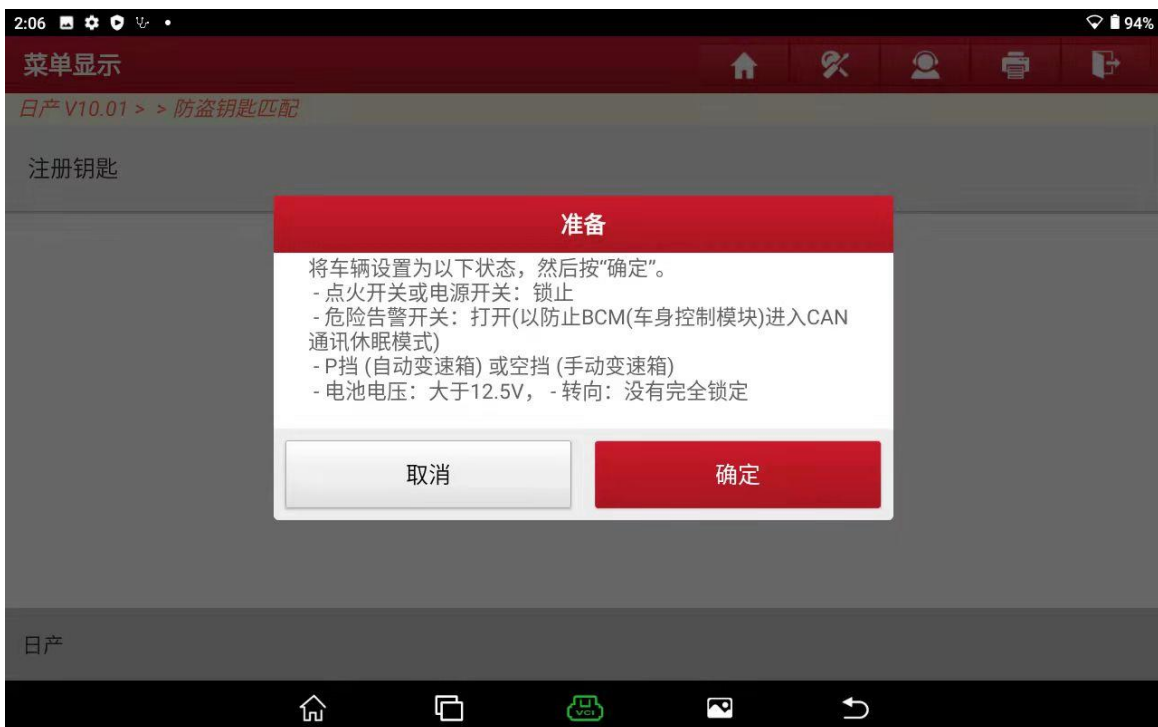 2:06
94%
菜单显示
日产 V10.01 > > 防盗钥匙匹配
注册钥匙
准备
将车辆设置为以下状态，然后按“确定”。
- 点火开关或电源开关：锁止
- 危险告警开关：打开(以防止BCM(车身控制模块)进入CAN
通讯休眠模式)
- P挡 (自动变速箱) 或空挡 (手动变速箱)
- 电池电压：大于12.5V， - 转向：没有完全锁定
取消
确定
日产
VCI